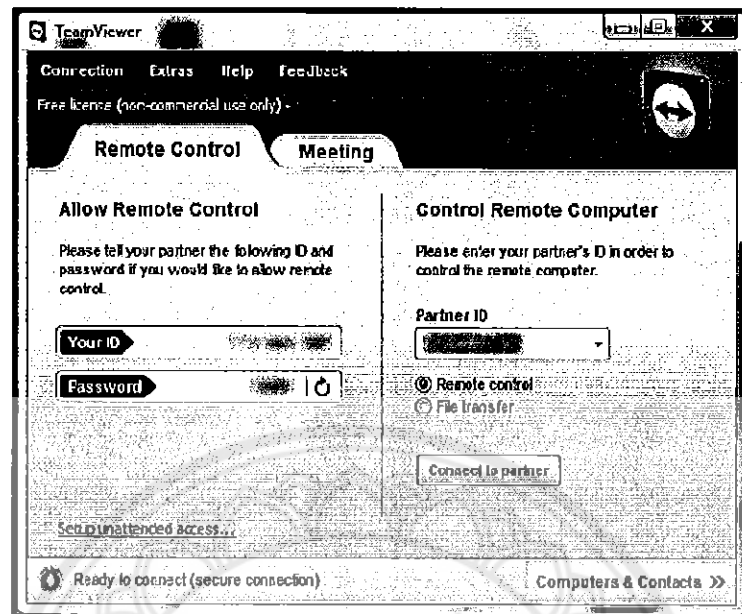 TeamViewer
Connection Extras Help Feedback
Free license (non-commercial use only) -
Remote Control Meeting
Allow Remote Control
Please tell your partner the following ID and
password if you would like to allow remote
control.
Your ID
Password
Set up unattended access...
Control Remote Computer
Please enter your partner's ID in order to
control the remote computer.
Partner ID
Remote control
File transfer
Connect to partner
Ready to connect (secure connection)
Computers & Contacts >>